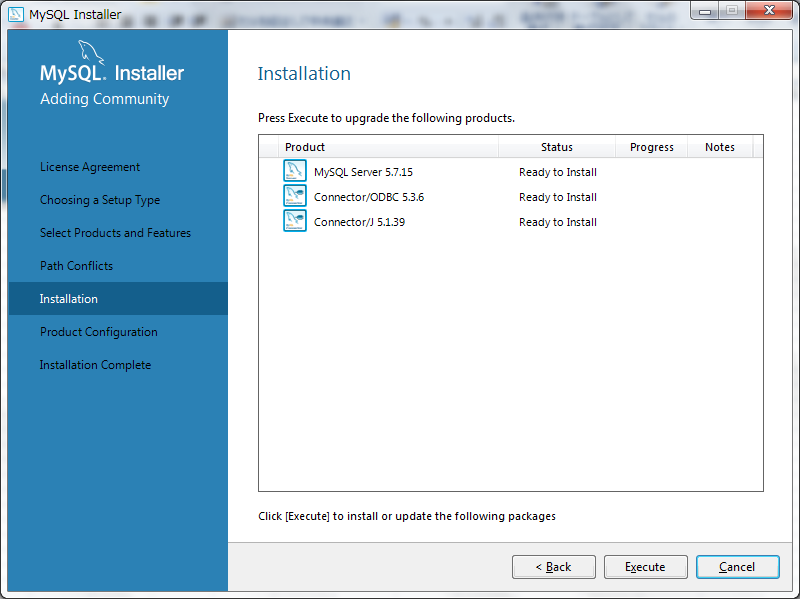 MySQL Installer
MySQL. Installer
Adding Community
License Agreement
Choosing a Setup Type
Select Products and Features
Path Conflicts
Installation
Product Configuration
Installation Complete
Installation
Press Execute to upgrade the following products.
Product Status Progress Notes
MySQL Server 5.7.15 Ready to Install
Connector/ODBC 5.3.6 Ready to Install
Connector/J 5.1.39 Ready to Install
Click [Execute] to install or update the following packages
< Back Execute Cancel